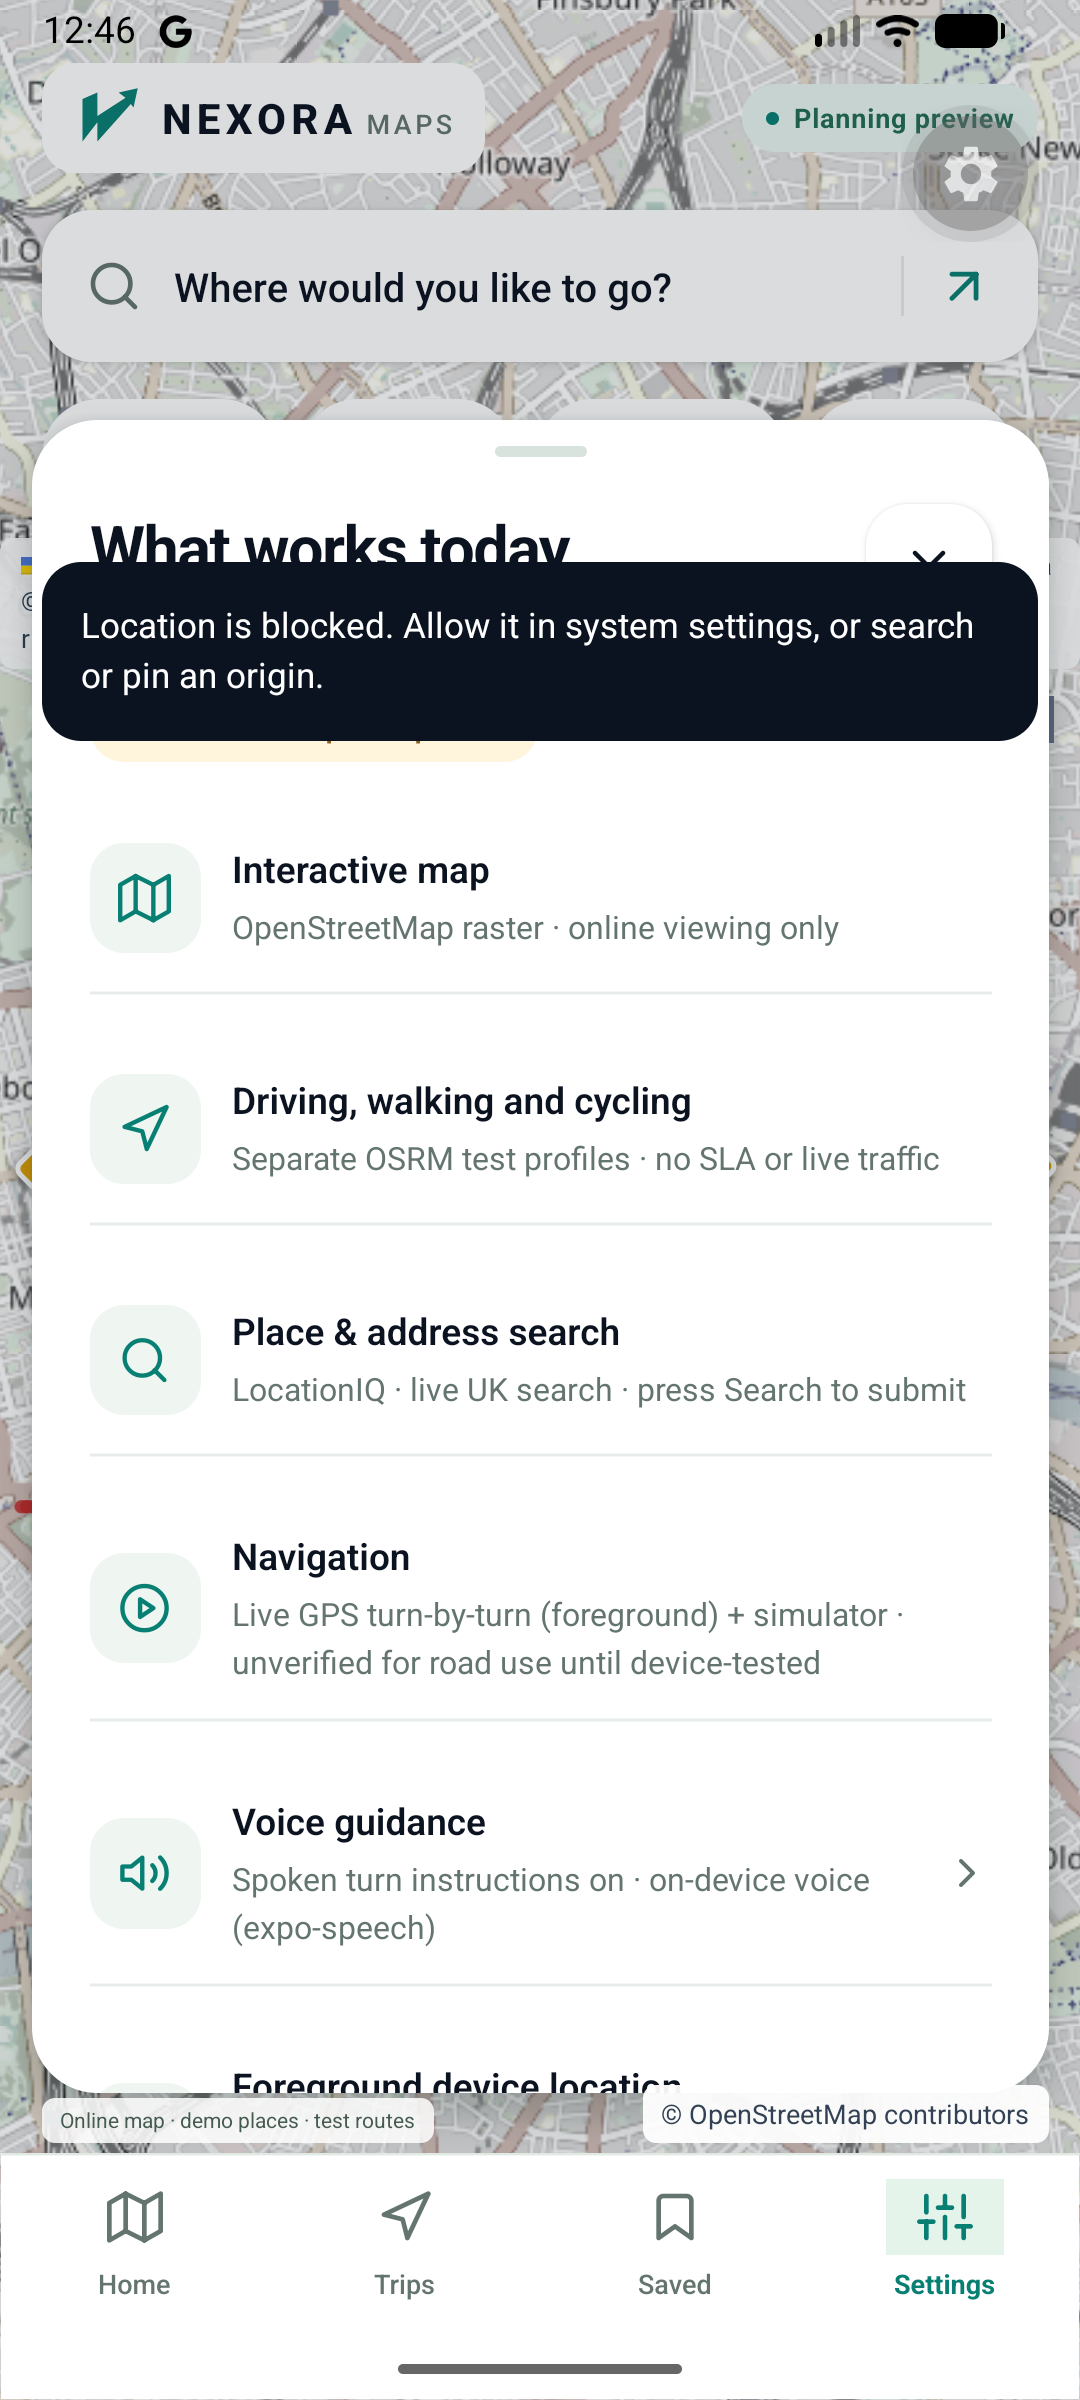 12:46
NEXORA MAPS
Planning preview
Where would you like to go?
What works today
Location is blocked. Allow it in system settings, or search
or pin an origin.
Interactive map
OpenStreetMap raster · online viewing only
Driving, walking and cycling
Separate OSRM test profiles · no SLA or live traffic
Place & address search
LocationIQ · live UK search · press Search to submit
Navigation
Live GPS turn-by-turn (foreground) + simulator ·
unverified for road use until device-tested
Voice guidance
Spoken turn instructions on · on-device voice
(expo-speech)
Foreground device location
Online map · demo places · test routes
© OpenStreetMap contributors
Home
Trips
Saved
Settings